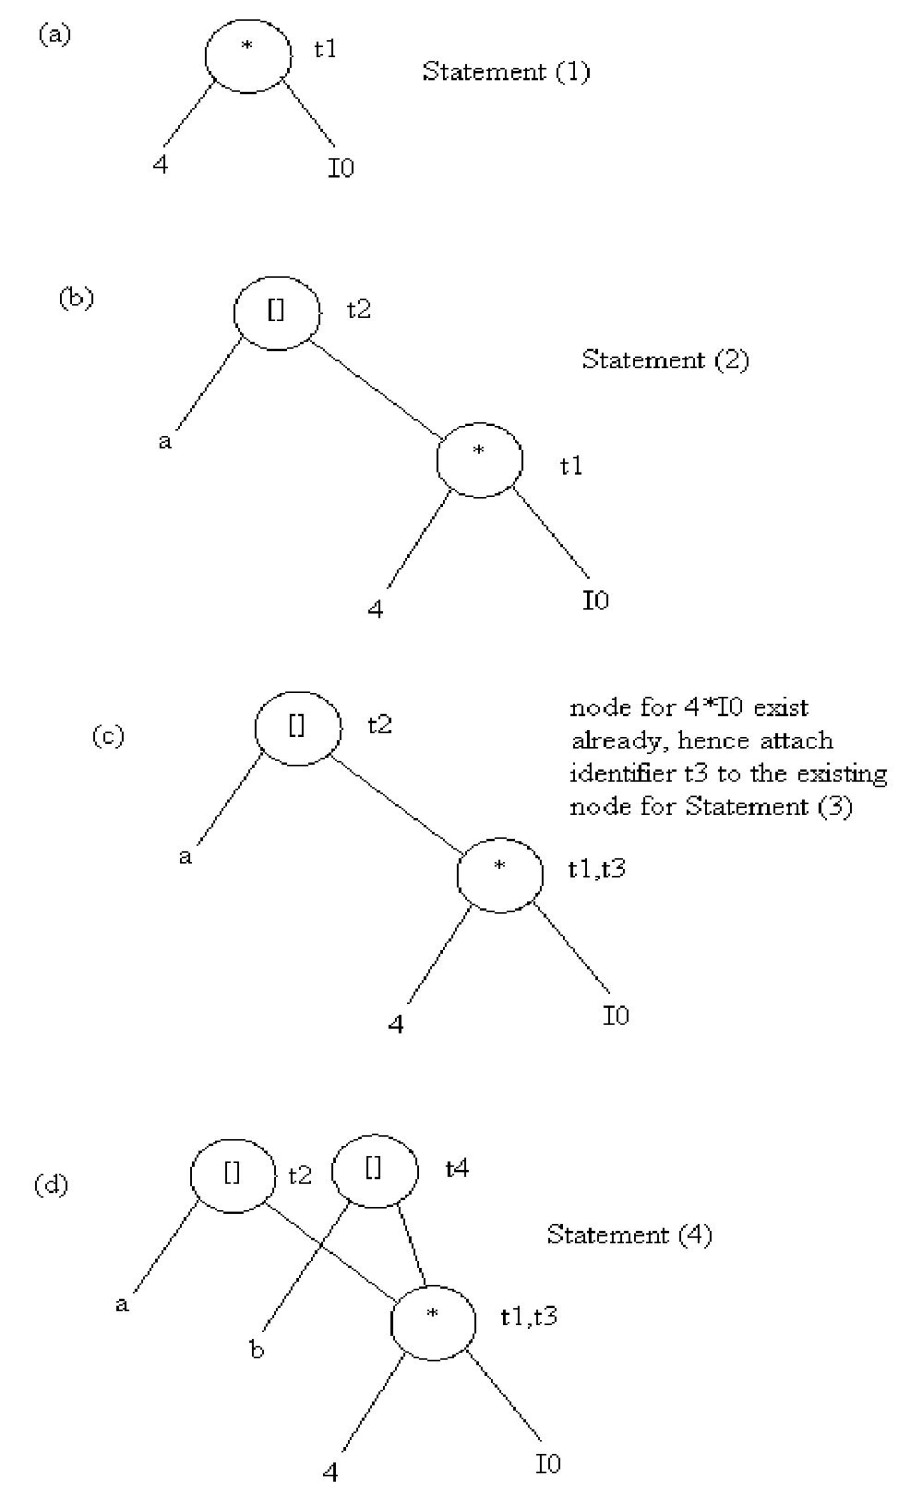 (a)
*
t1
Statement (1)
4
I0
(b)
[]
t2
Statement (2)
a
*
t1
4
I0
(c)
[]
t2
node for 4*I0 exist
already, hence attach
identifier t3 to the existing
node for Statement (3)
a
*
t1,t3
4
I0
(d)
[]
t2
[]
t4
Statement (4)
a
b
*
t1,t3
4
I0